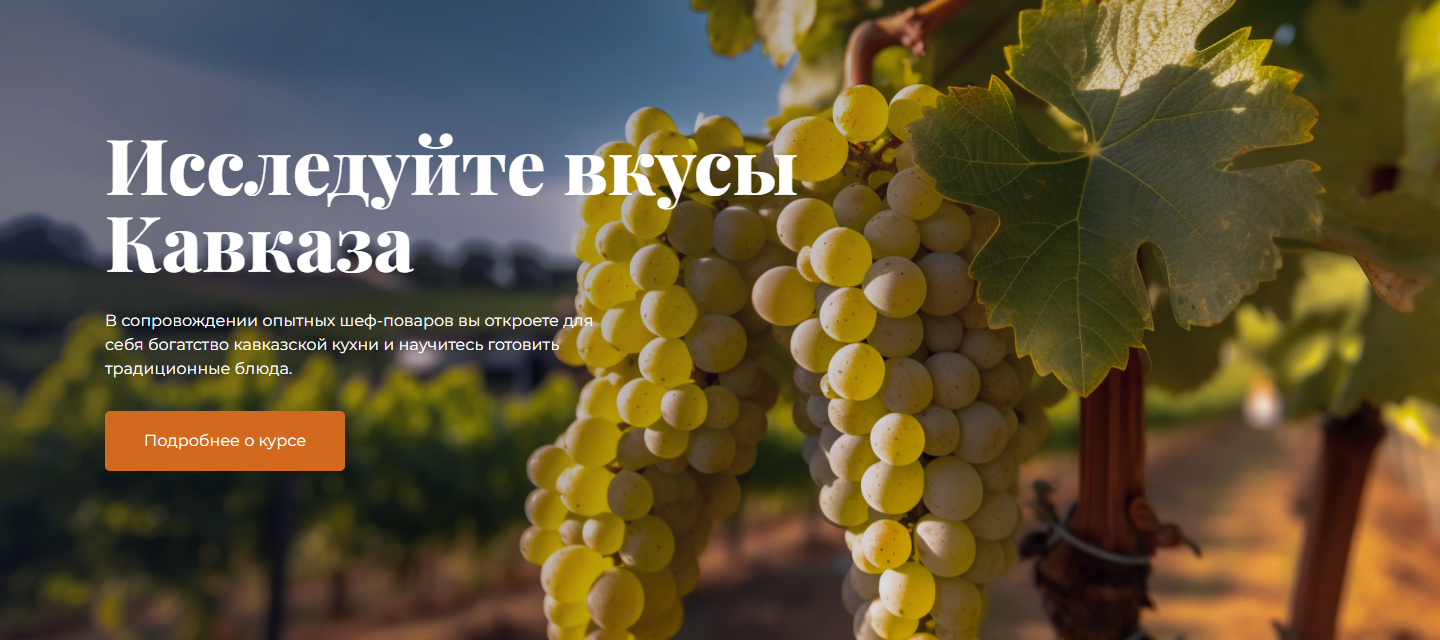 Исследуйте вкусы
Кавказа
В сопровождении опытных шеф-поваров вы откроете для
себя богатство кавказской кухни и научитесь готовить
традиционные блюда.
Подробнее о курсе